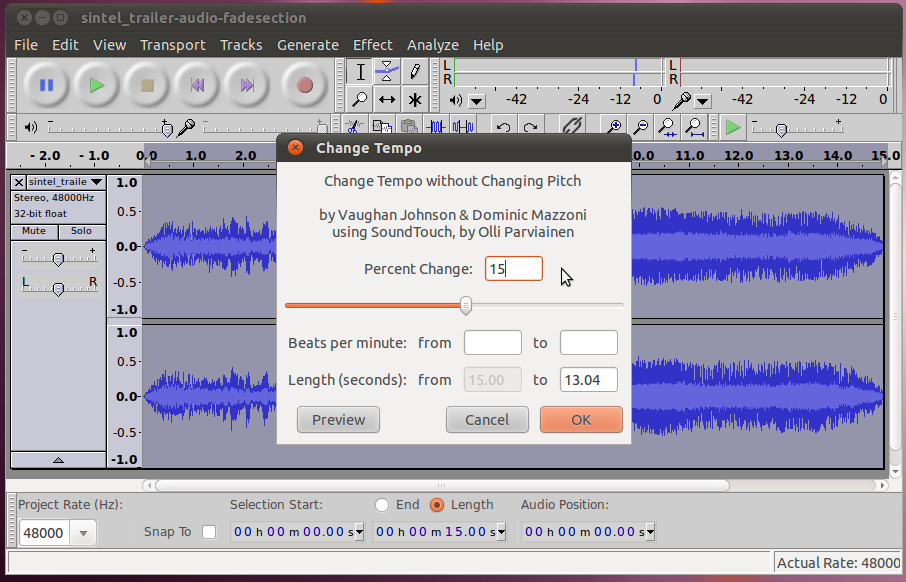 sintel_trailer-audio-fadesection
File Edit View Transport Tracks Generate Effect Analyze Help
L
R
-42 -24 -12 0
L
R
-42 -24 -12 0
- +
- +
- 2.0 - 1.0 0.0 1.0 2.0 10.0 11.0 12.0 13.0 14.0 15.0
sintel_traile
Stereo, 48000Hz
32-bit float
Mute Solo
- +
L R
1.0
0.5
0.0
-0.5
-1.0
1.0
0.5
0.0
-0.5
-1.0
Change Tempo
Change Tempo without Changing Pitch
by Vaughan Johnson & Dominic Mazzoni
using SoundTouch, by Olli Parviainen
Percent Change: 15
Beats per minute: from to
Length (seconds): from 15.00 to 13.04
Preview Cancel OK
Project Rate (Hz): Selection Start: End Length Audio Position:
48000 Snap To 00 h 00 m 00.00 s 00 h 00 m 15.00 s 00 h 00 m 00.00 s
Actual Rate: 48000